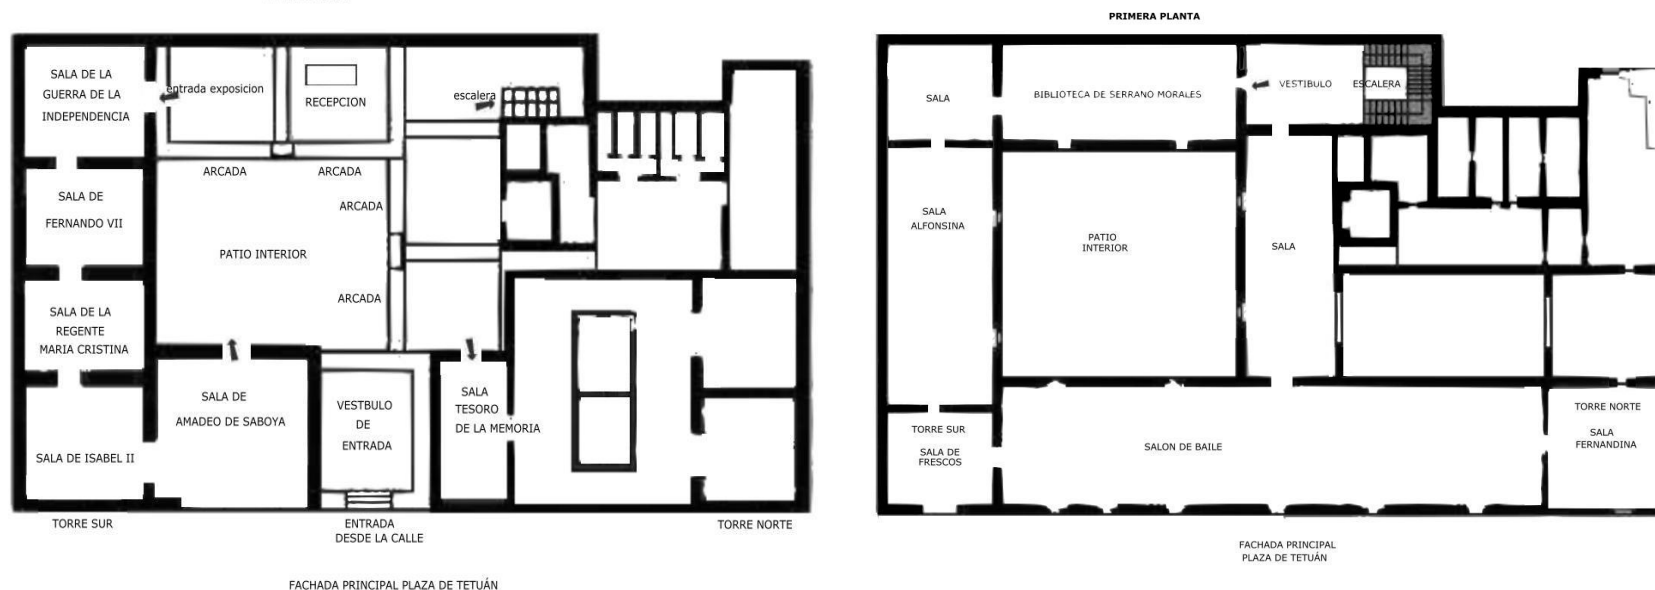 SALA DE LA
GUERRA DE LA
INDEPENDENCIA
entrada exposicion
RECEPCION
escalera
ARCADA
ARCADA
ARCADA
SALA DE
FERNANDO VII
PATIO INTERIOR
ARCADA
SALA DE LA
REGENTE
MARIA CRISTINA
SALA DE
AMADEO DE SABOYA
VESTBULO
DE
ENTRADA
SALA
TESORO
DE LA MEMORIA
SALA DE ISABEL II
TORRE SUR
ENTRADA
DESDE LA CALLE
TORRE NORTE
FACHADA PRINCIPAL PLAZA DE TETUÁN
PRIMERA PLANTA
SALA
BIBLIOTECA DE SERRANO MORALES
VESTIBULO
ESCALERA
SALA
ALFONSINA
PATIO
INTERIOR
SALA
TORRE SUR
SALA DE
FRESCOS
SALON DE BAILE
TORRE NORTE
SALA
FERNANDINA
FACHADA PRINCIPAL
PLAZA DE TETUÁN